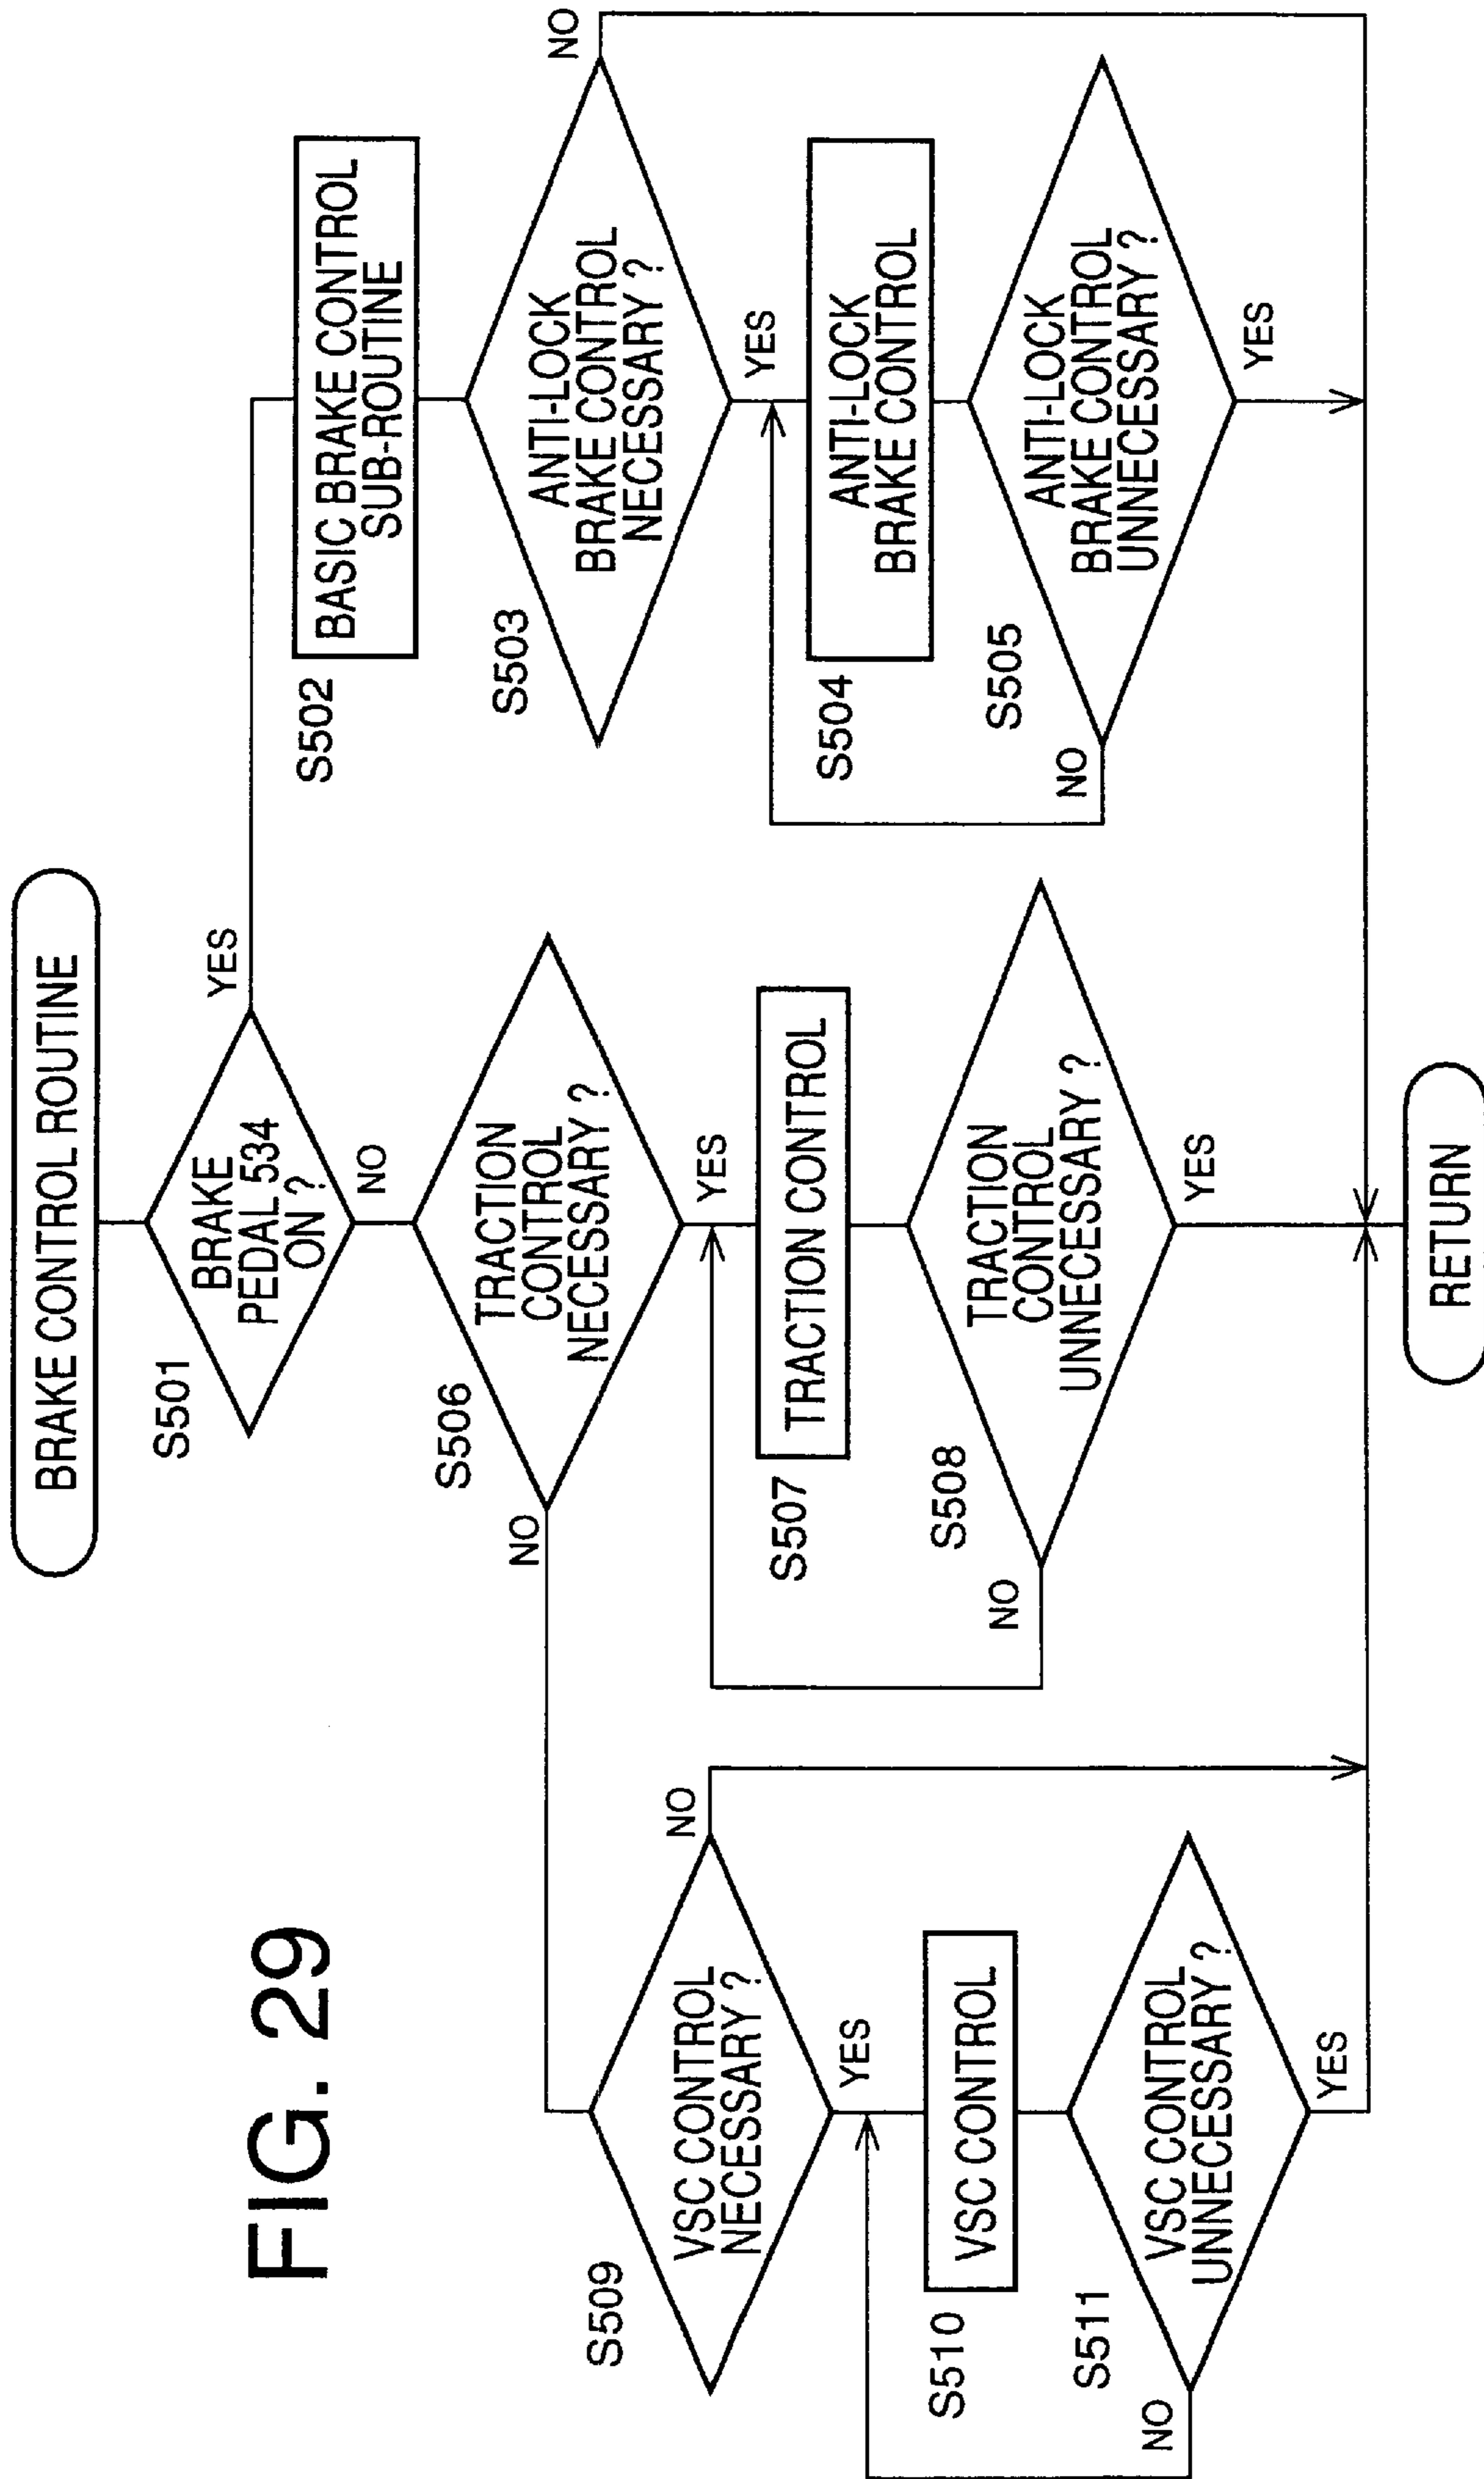 FIG. 29
BRAKE CONTROL ROUTINE
S501
BRAKE
PEDAL 534
ON ?
YES
NO
S502
BASIC BRAKE CONTROL
SUB-ROUTINE
S503
ANTI-LOCK
BRAKE CONTROL
NECESSARY ?
NO
YES
S504
ANTI-LOCK
BRAKE CONTROL
S505
ANTI-LOCK
BRAKE CONTROL
UNNECESSARY ?
NO
YES
S506
TRACTION
CONTROL
NECESSARY ?
NO
YES
S507
TRACTION CONTROL
S508
TRACTION
CONTROL
UNNECESSARY ?
NO
YES
S509
VSC CONTROL
NECESSARY ?
NO
YES
S510
VSC CONTROL
S511
VSC CONTROL
UNNECESSARY ?
NO
YES
RETURN